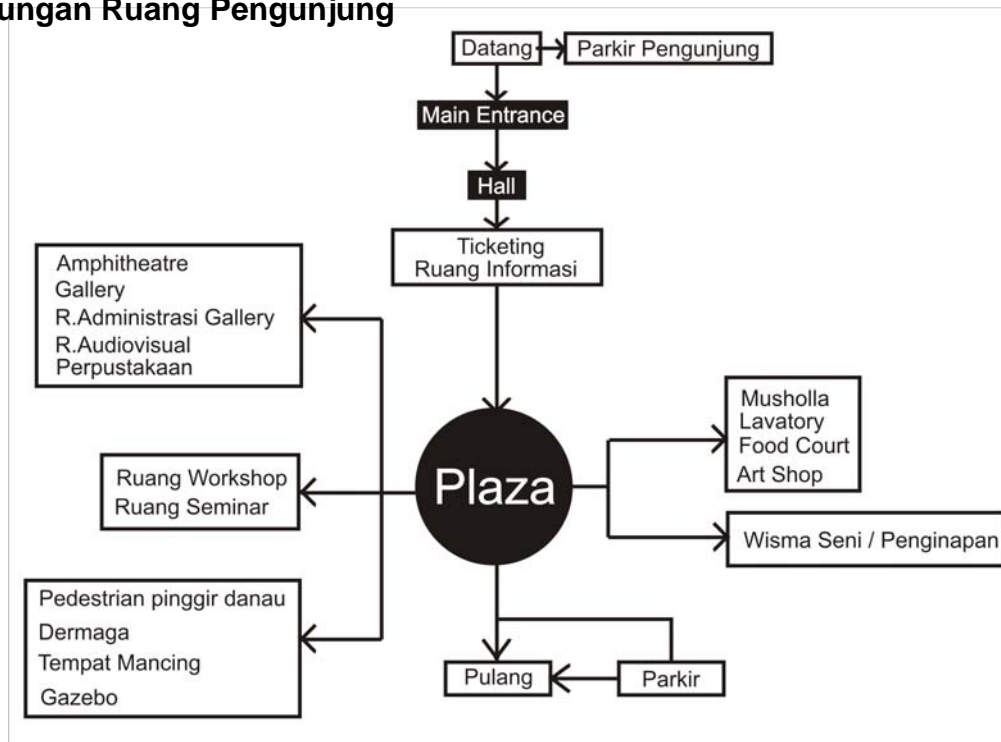 Ruang Pengunjung
Datang
Parkir Pengunjung
Main Entrance
Hall
Ticketing
Ruang Informasi
Amphitheatre
Gallery
R.Administrasi Gallery
R.Audiovisual
Perpustakaan
Ruang Workshop
Ruang Seminar
Pedestrian pinggir danau
Dermaga
Tempat Mancing
Gazebo
Plaza
Musholla
Lavatory
Food Court
Art Shop
Wisma Seni / Penginapan
Pulang
Parkir